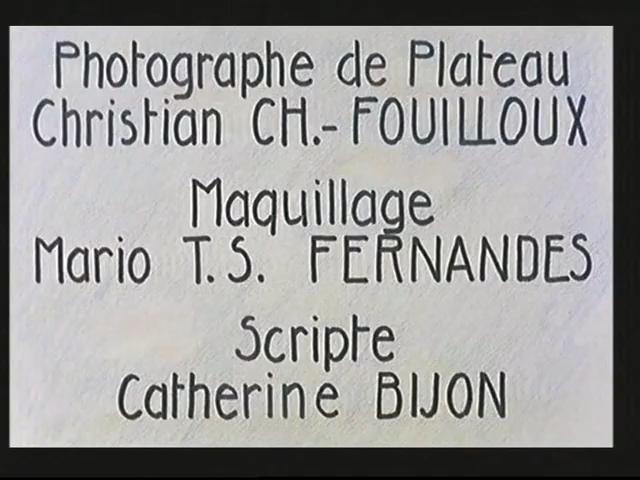 Photographe de Plateau
Christian CH.-FOUILLOUX
Maquillage
Mario T.S. FERNANDES
Scripte
Catherine BIJON